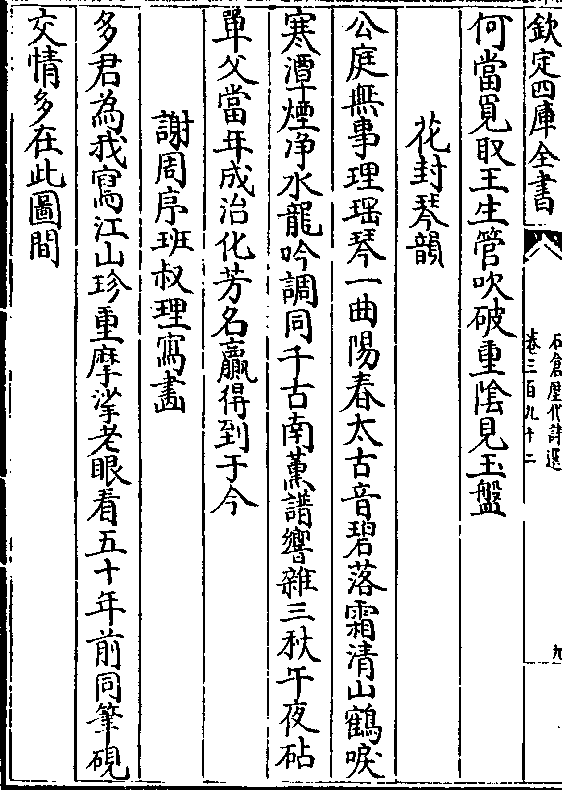 欽定四庫全書
石倉歷代詩選
卷三百九十二
九
何當覓取王生管吹破重陰見玉盤
花封琴韻
公庭無事理瑶琴一曲陽春太古音碧落霜清山鶴唳
寒潭煙净水龍吟調同千古南薰譜響雜三秋午夜砧
單父當年成治化芳名贏得到于今
謝周序班叔理寫畫
多君為我寫江山珍重摩挲老眼看五十年前同筆硯
交情多在此圖間